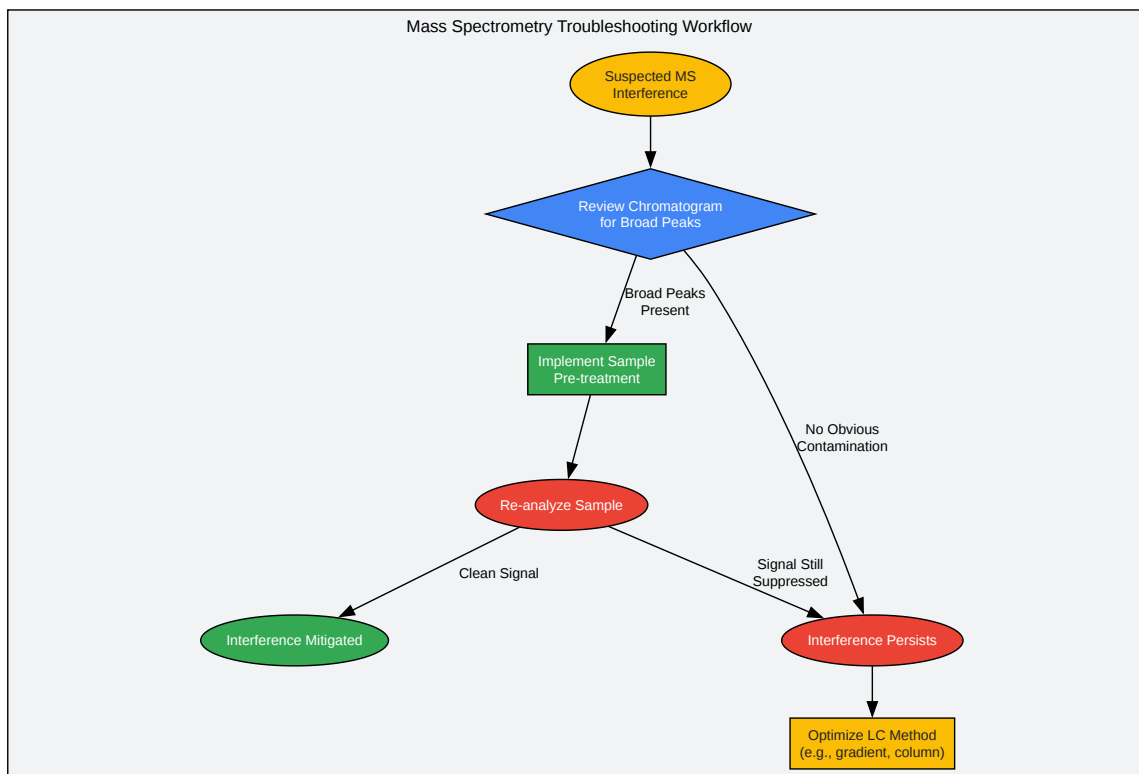 Mass Spectrometry Troubleshooting Workflow
Suspected MS
Interference
Review Chromatogram
for Broad Peaks
Broad Peaks
Present
Implement Sample
Pre-treatment
No Obvious
Contamination
Re-analyze Sample
Clean Signal
Signal Still
Suppressed
Interference Mitigated
Interference Persists
Optimize LC Method
(e.g., gradient, column)